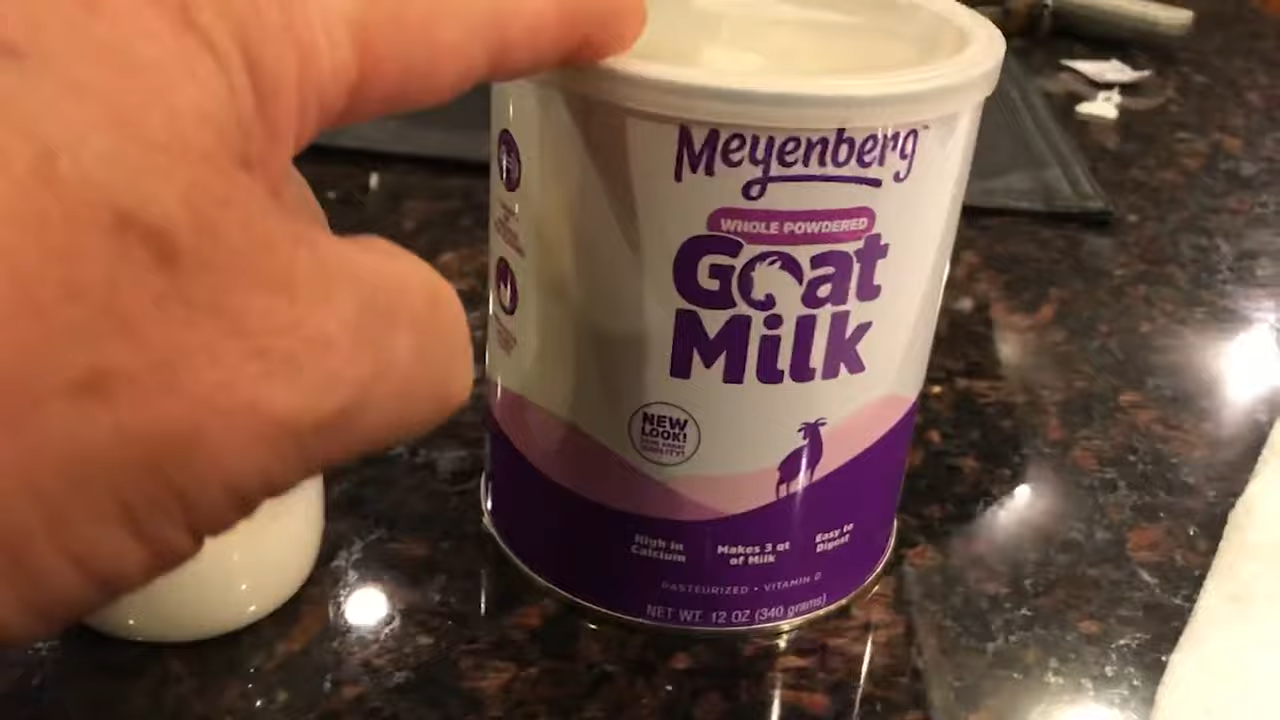 Meyenberg™
WHOLE POWDERED
Goat
Milk
NEW
LOOK!
High in
Calcium
Makes 3 qt
of Milk
Easy to
Digest
PASTEURIZED • VITAMIN D
NET WT. 12 OZ (340 grams)